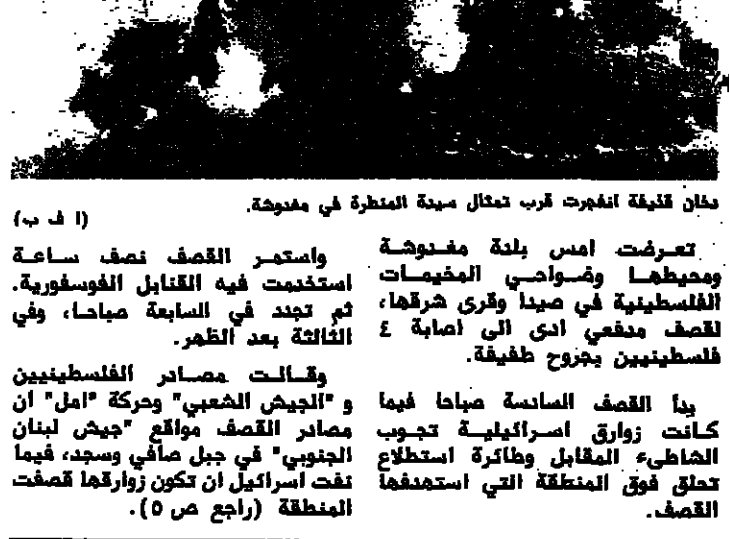 دخان قذيفة انفجرت قرب تمثال سيدة المنطرة في مغدوشة.
(ا ف ب)
تعرضت امس بلدة مغدوشة
ومحيطها وضواحي المخيمات
الفلسطينية في صيدا وقرى شرقها،
لقصف مدفعي ادى الى اصابة ٤
فلسطينيين بجروح طفيفة.
بدأ القصف السادسة صباحا فيما
كانت زوارق اسرائيلية تجوب
الشاطىء المقابل وطائرة استطلاع
تحلق فوق المنطقة التي استهدفها
القصف.
واستمر القصف نصف ساعة
استخدمت فيه القنابل الفوسفورية.
ثم تجدد في السابعة صباحا، وفي
الثالثة بعد الظهر.
وقالت مصادر الفلسطينيين
و "الجيش الشعبي" وحركة "امل" ان
مصادر القصف مواقع "جيش لبنان
الجنوبي" في جبل صافي وسجد، فيما
نفت اسرائيل ان تكون زوارقها قصفت
المنطقة (راجع ص ٥).